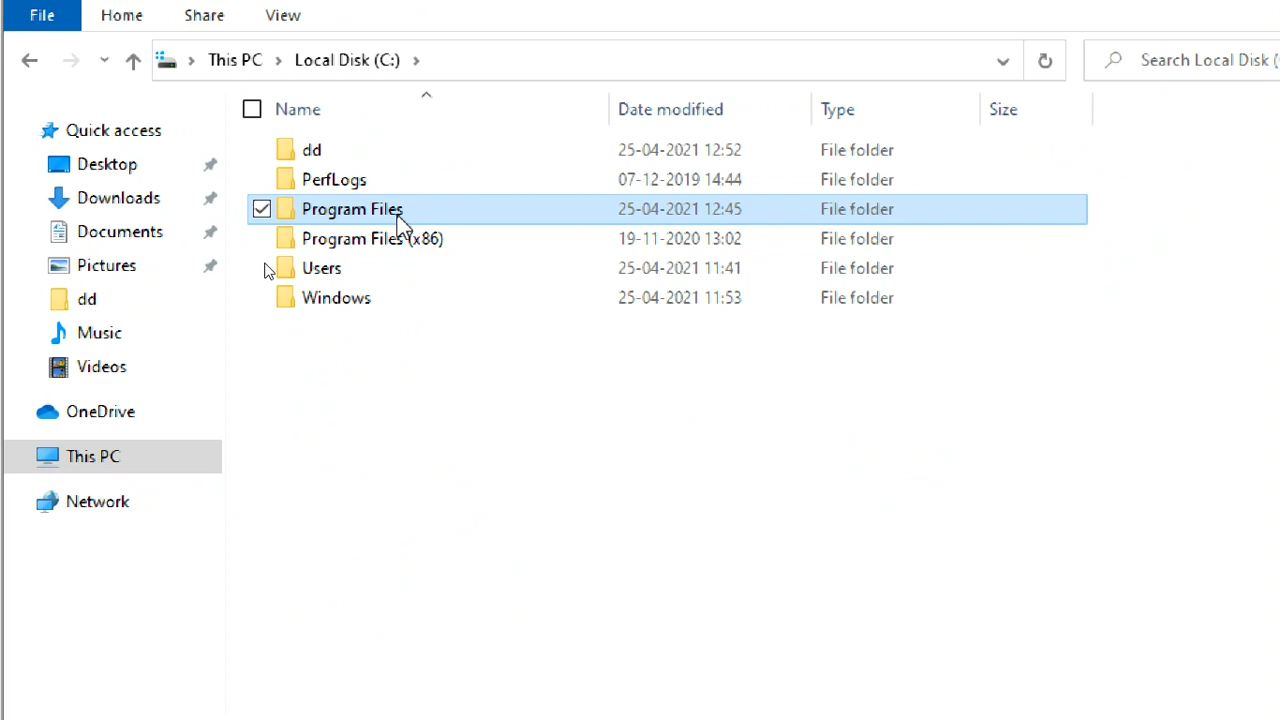 File Home Share View
This PC Local Disk (C:)
Search Local Disk (
Name Date modified Type Size
Quick access
Desktop
Downloads
Documents
Pictures
dd
Music
Videos
OneDrive
This PC
Network
dd 25-04-2021 12:52 File folder
PerfLogs 07-12-2019 14:44 File folder
Program Files 25-04-2021 12:45 File folder
Program Files (x86) 19-11-2020 13:02 File folder
Users 25-04-2021 11:41 File folder
Windows 25-04-2021 11:53 File folder